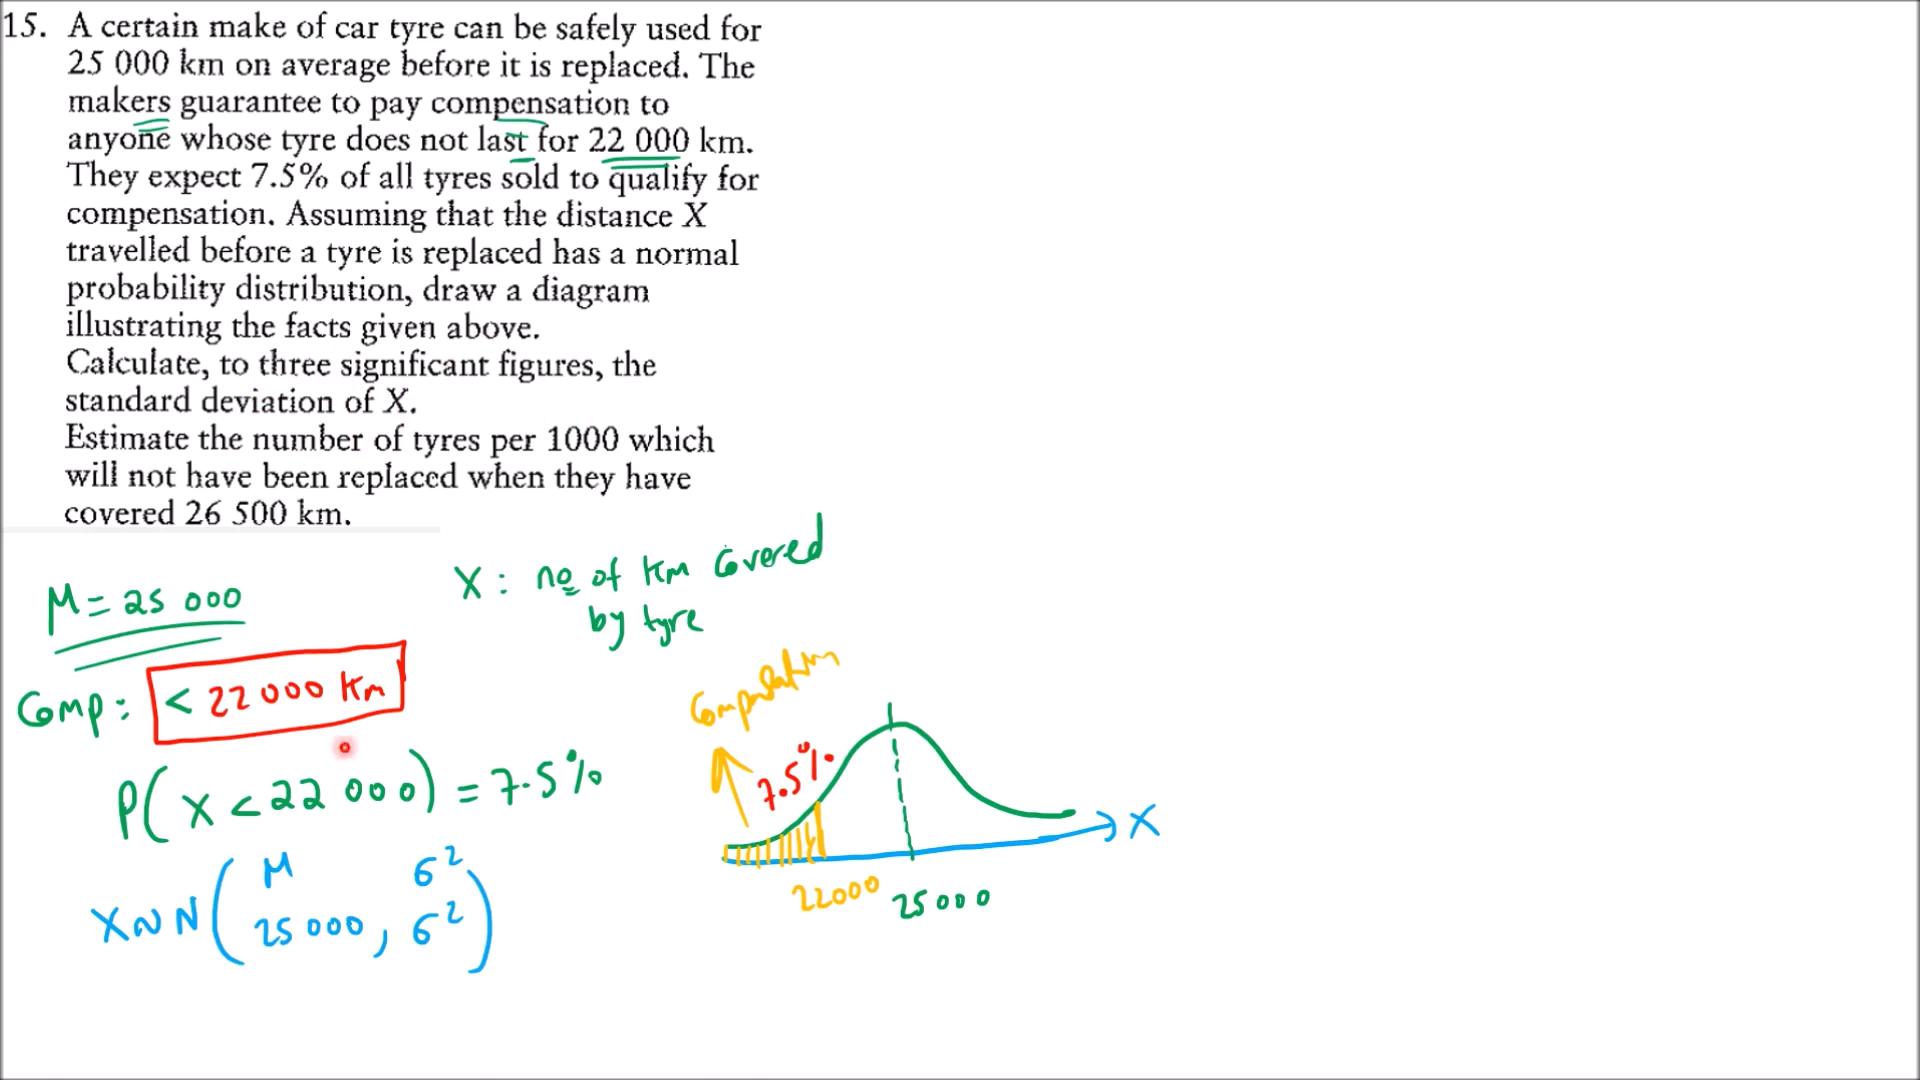 15. A certain make of car tyre can be safely used for
25 000 km on average before it is replaced. The
makers guarantee to pay compensation to
anyone whose tyre does not last for 22 000 km.
They expect 7.5% of all tyres sold to qualify for
compensation. Assuming that the distance X
travelled before a tyre is replaced has a normal
probability distribution, draw a diagram
illustrating the facts given above.
Calculate, to three significant figures, the
standard deviation of X.
Estimate the number of tyres per 1000 which
will not have been replaced when they have
covered 26 500 km.
M = 25 000
X : no of Km Covered
by tyre
Comp: < 22 000 Km
P( X < 22 000 ) = 7.5%
M σ²
X ~ N( 25 000, σ² )
7.5%
X
22000
25000